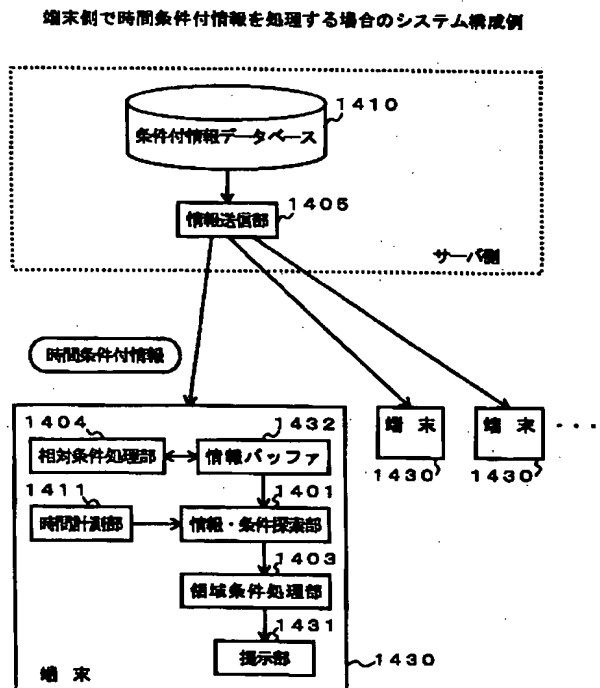 端末側で時間条件付情報を処理する場合のシステム構成例
1410
条件付情報データベース
1405
情報送信部
サーバ側
時間条件付情報
1404
1432
相対条件処理部
情報バッファ
端 末
端 末
・・・
1430
1430
1411
1401
時間計測部
情報・条件探索部
1403
領域条件処理部
1431
提示部
1430
端 末